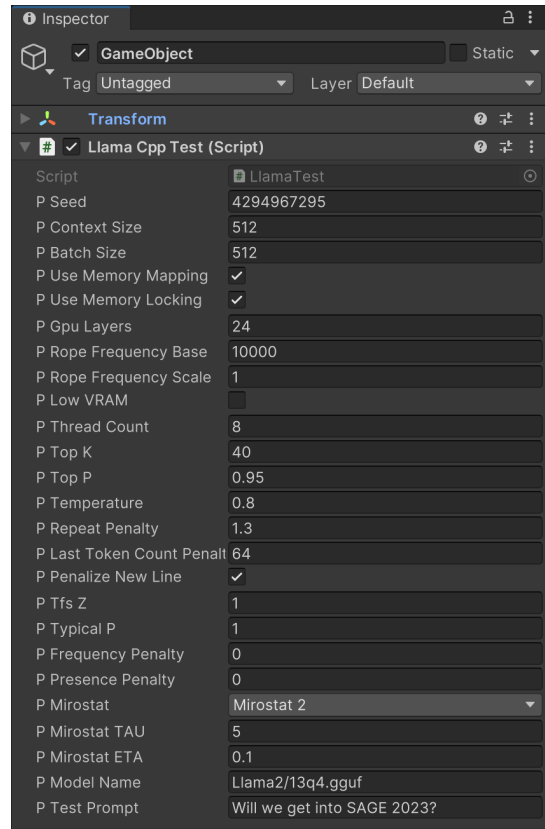 Inspector
GameObject Static
Tag Untagged Layer Default
Transform
# Llama Cpp Test (Script)
Script # LlamaTest
P Seed 4294967295
P Context Size 512
P Batch Size 512
P Use Memory Mapping
P Use Memory Locking
P Gpu Layers 24
P Rope Frequency Base 10000
P Rope Frequency Scale 1
P Low VRAM
P Thread Count 8
P Top K 40
P Top P 0.95
P Temperature 0.8
P Repeat Penalty 1.3
P Last Token Count Penalt 64
P Penalize New Line
P Tfs Z 1
P Typical P 1
P Frequency Penalty 0
P Presence Penalty 0
P Mirostat Mirostat 2
P Mirostat TAU 5
P Mirostat ETA 0.1
P Model Name Llama2/13q4.gguf
P Test Prompt Will we get into SAGE 2023?